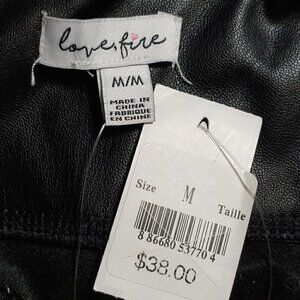 love, fire
M/M
MADE IN
CHINA
FABRIQUÉ
EN CHINE
Size M Taille
8 86680 53770 4
$38.00